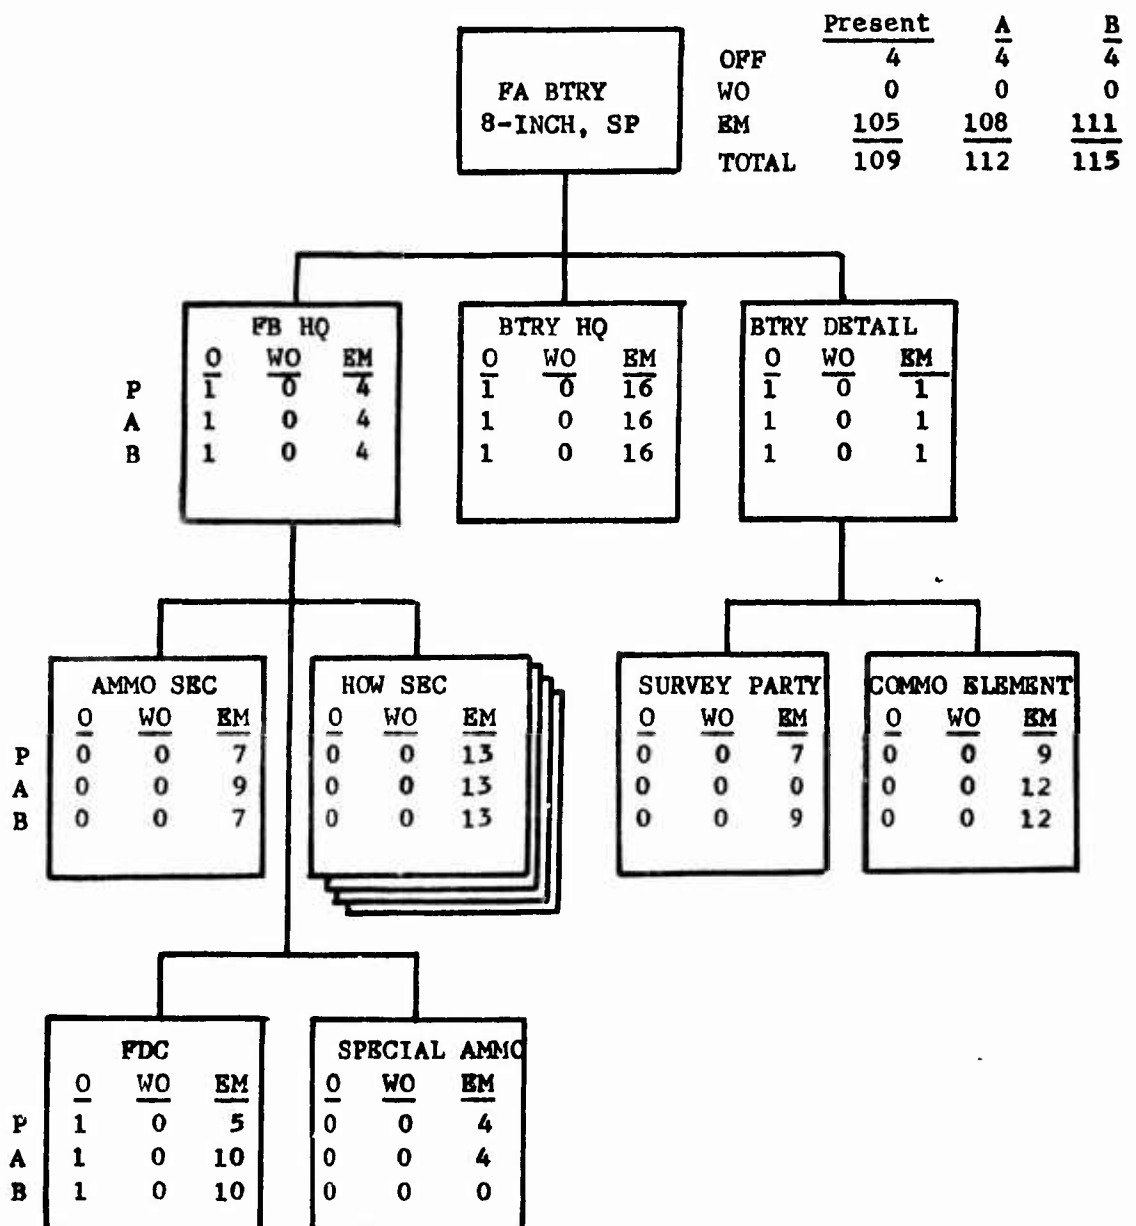 Present A B
OFF 4 4 4
WO 0 0 0
EM 105 108 111
TOTAL 109 112 115
FA BTRY
8-INCH, SP
FB HQ
O WO EM
P 1 0 4
A 1 0 4
B 1 0 4
BTRY HQ
O WO EM
1 0 16
1 0 16
1 0 16
BTRY DETAIL
O WO EM
1 0 1
1 0 1
1 0 1
AMMO SEC
O WO EM
P 0 0 7
A 0 0 9
B 0 0 7
HOW SEC
O WO EM
0 0 13
0 0 13
0 0 13
SURVEY PARTY
O WO EM
0 0 7
0 0 0
0 0 9
COMMO ELEMENT
O WO EM
0 0 9
0 0 12
0 0 12
FDC
O WO EM
P 1 0 5
A 1 0 10
B 1 0 10
SPECIAL AMMO
O WO EM
0 0 4
0 0 4
0 0 0